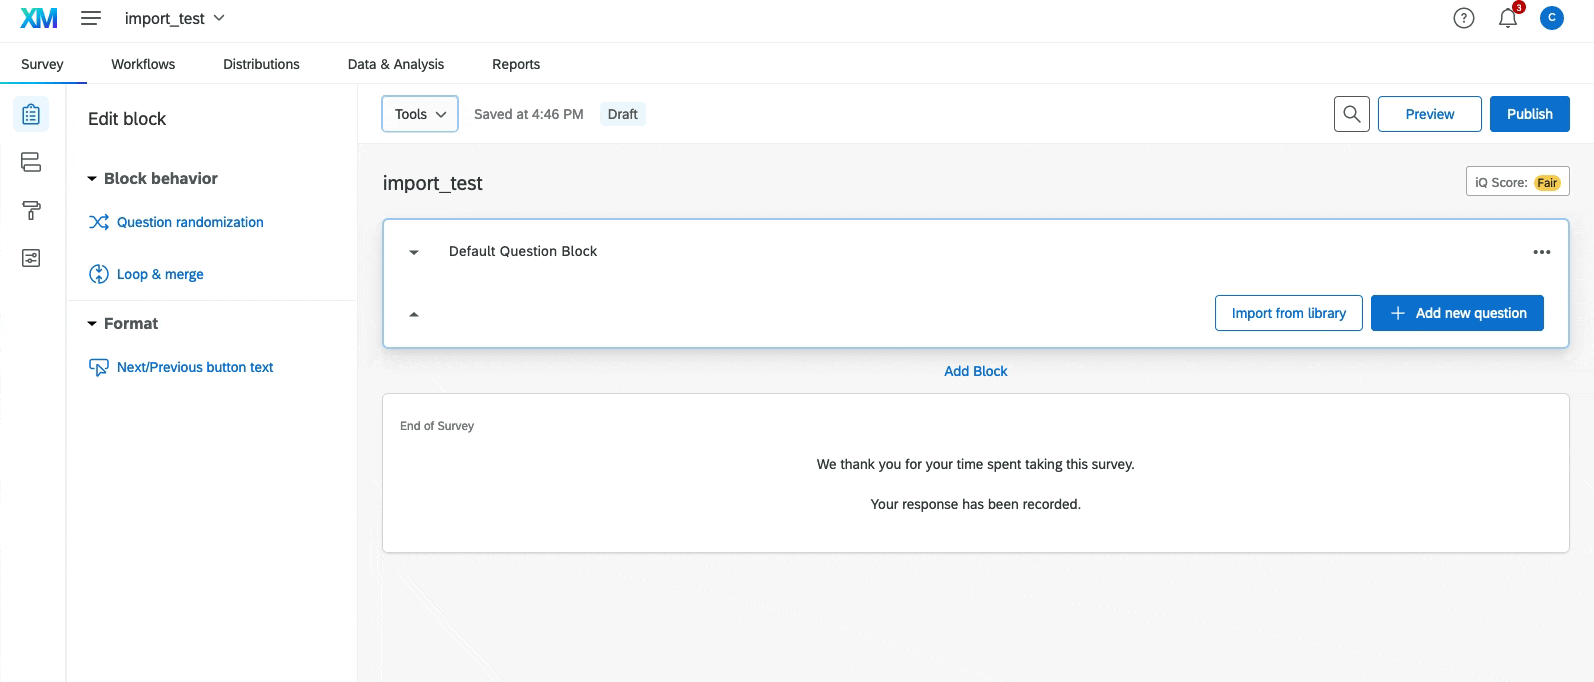 XM import_test
? 3 C
Survey Workflows Distributions Data & Analysis Reports
Edit block
Tools Saved at 4:46 PM Draft Preview Publish
Block behavior
Question randomization
Loop & merge
Format
Next/Previous button text
import_test
iQ Score: Fair
Default Question Block
Import from library Add new question
Add Block
End of Survey
We thank you for your time spent taking this survey.
Your response has been recorded.